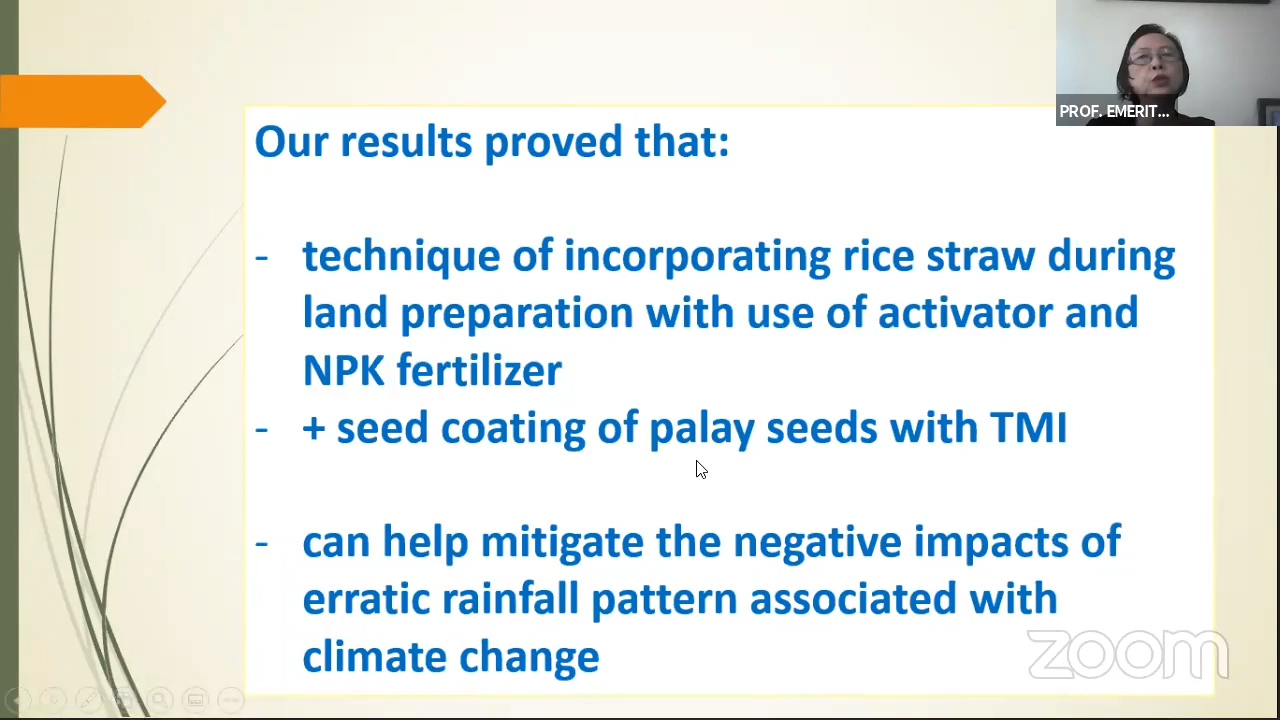 PROF. EMERIT...
Our results proved that:
- technique of incorporating rice straw during
land preparation with use of activator and
NPK fertilizer
- + seed coating of palay seeds with TMI
- can help mitigate the negative impacts of
erratic rainfall pattern associated with
climate change
zoom